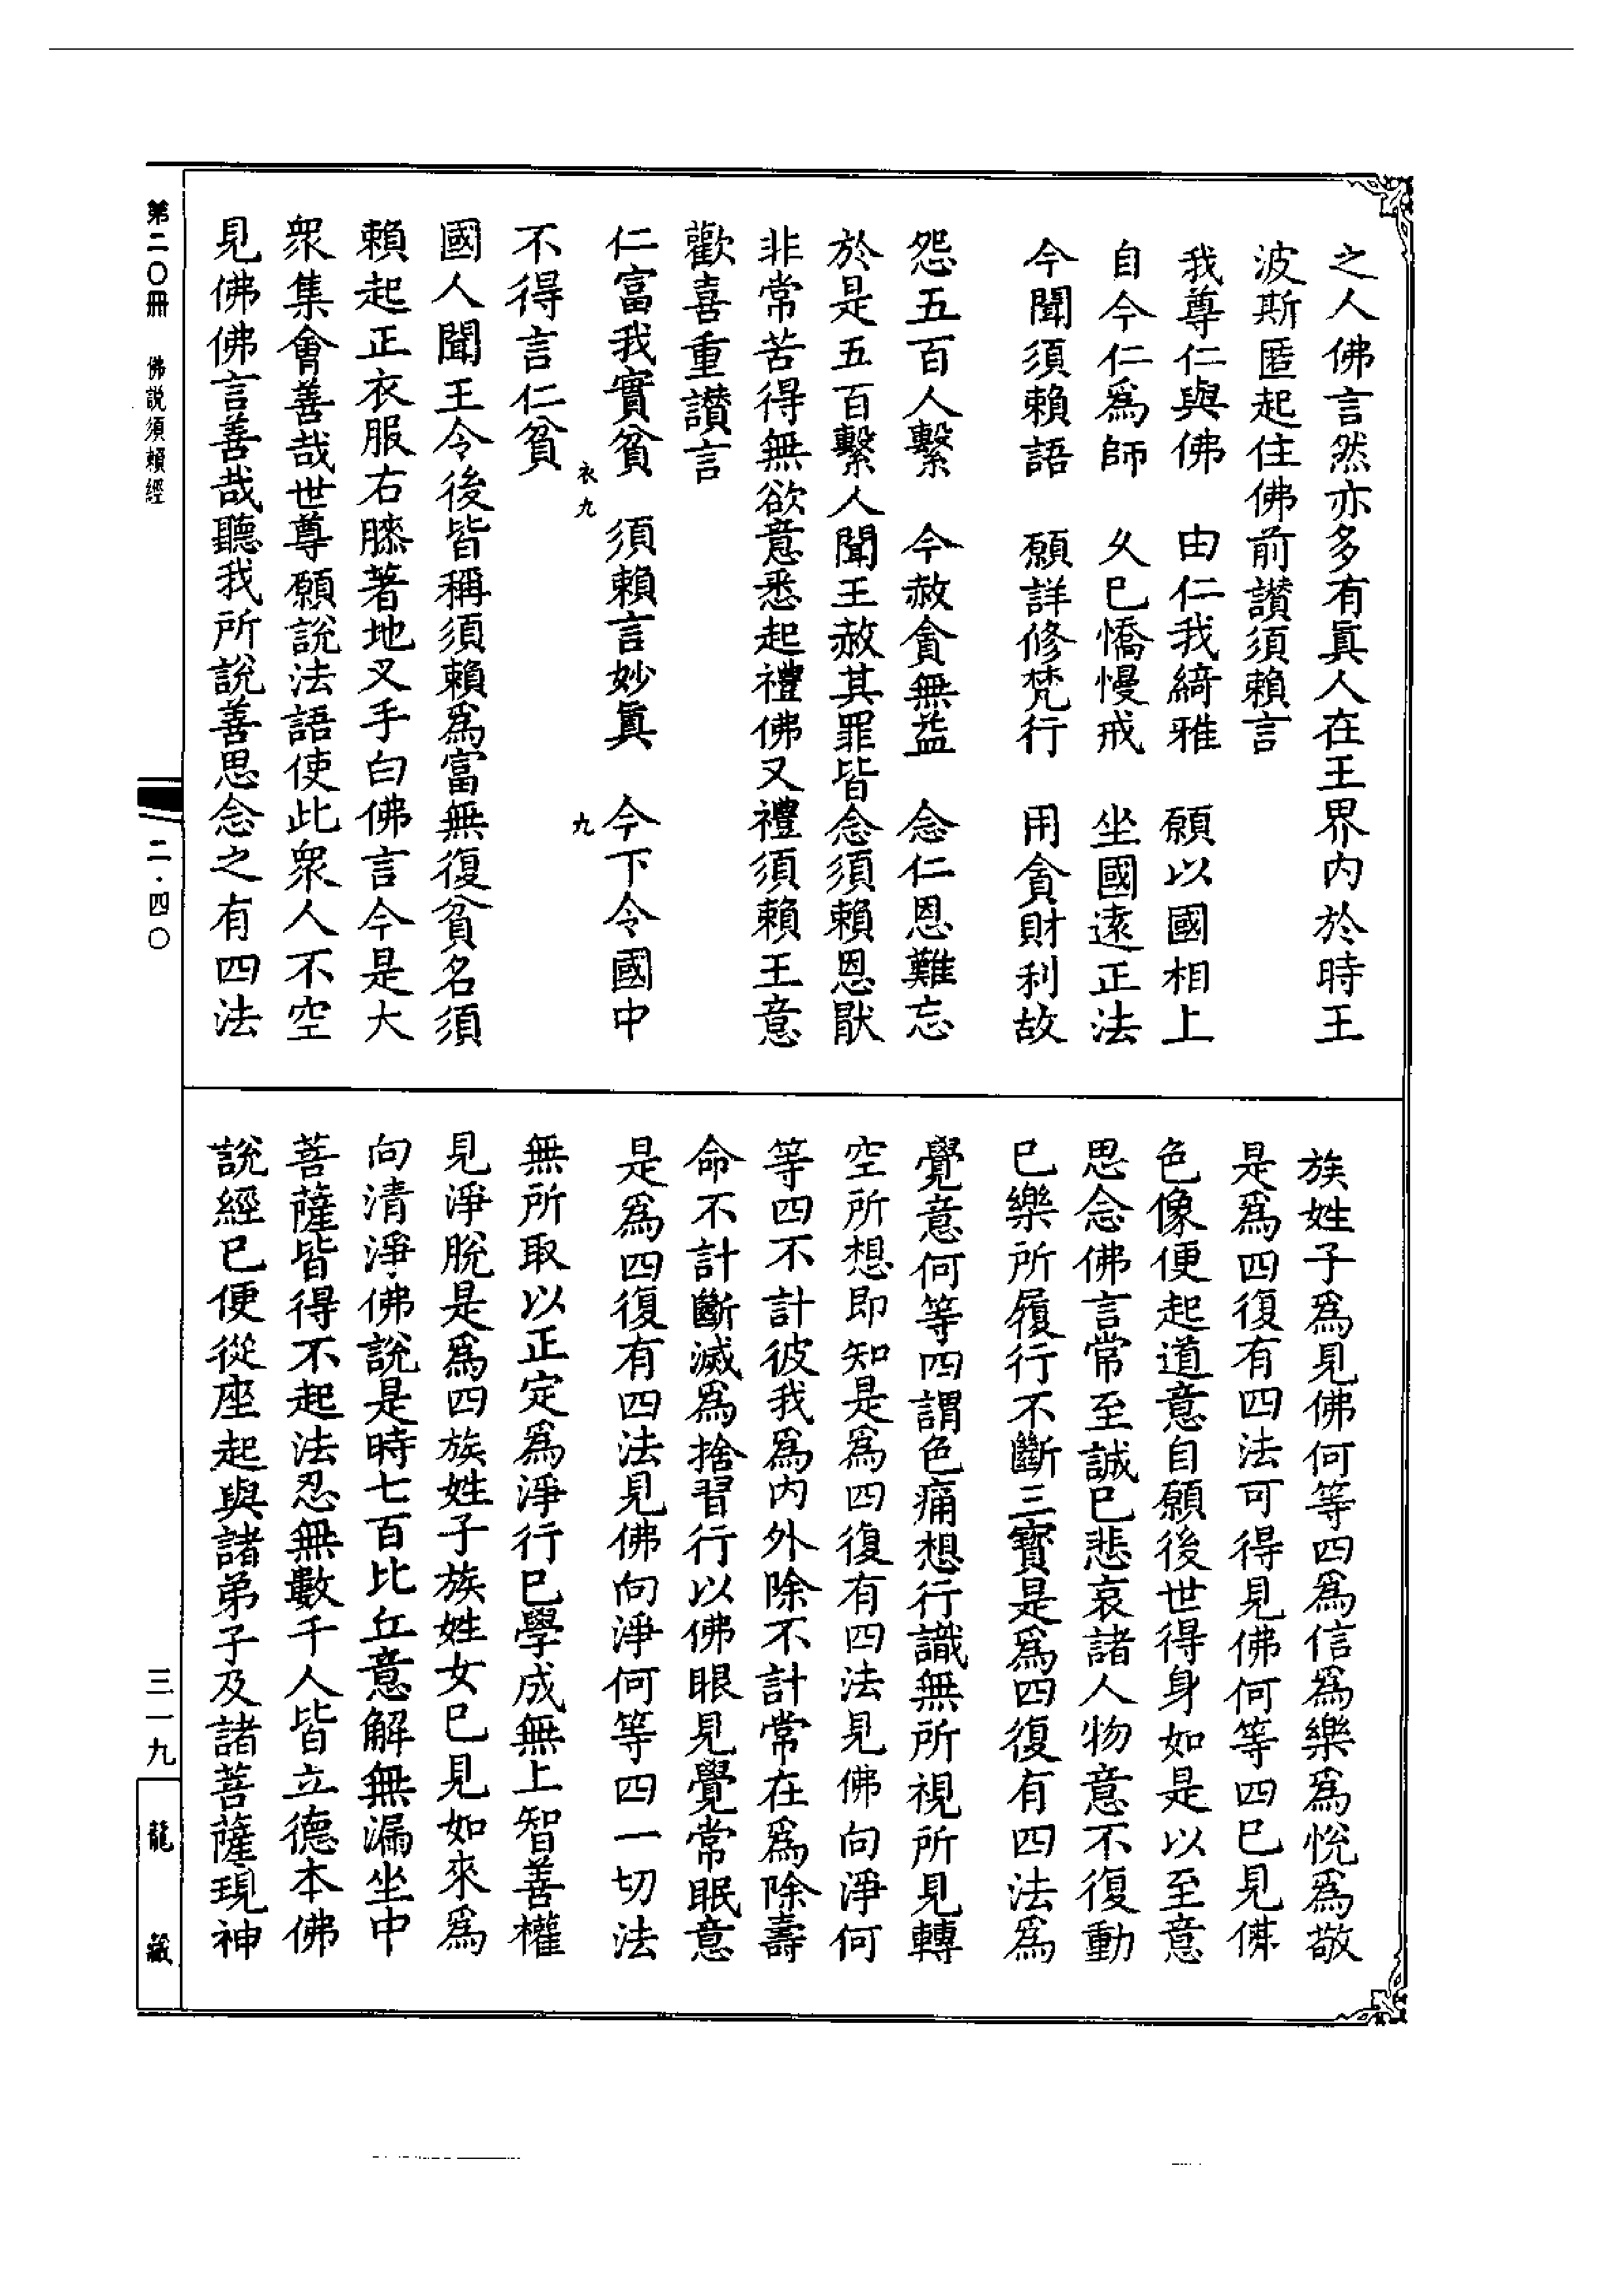 之人佛言然亦多有眞人在王界内於時王
波斯匿起住佛前讃須賴言
我尊仁與佛　由仁我綺雅　願以國相上
自今仁爲師　乆已憍慢戒　坐國遠正法
今聞須賴語　願詳修梵行　用貪財利故
怨五百人繫　今赦貪無益　念仁恩難忘
於是五百繫人聞王赦其罪皆念須賴恩猒
非常苦得無欲意悉起禮佛又禮須賴王意
歡喜重讃言
仁富我實貧　須賴言妙眞　今下令國中
衣九
九
不得言仁貧
國人聞王令後皆稱須賴爲富無復貧名須
賴起正衣服右膝著地叉手白佛言今是大
衆集會善哉世尊願說法語使此衆人不空
見佛佛言善哉聽我所說善思念之有四法
族姓子爲見佛何等四爲信爲樂爲悅爲敬
是爲四復有四法可得見佛何等四已見佛
色像便起道意自願後世得身如是以至意
思念佛言常至誠已悲哀諸人物意不復動
已樂所履行不斷三寳是爲四復有四法爲
覺意何等四謂色痛想行識無所視所見轉
空所想即知是爲四復有四法見佛向淨何
等四不計彼我爲内外除不計常在爲除壽
命不計斷滅爲捨習行以佛眼見覺常眠意
是爲四復有四法見佛向淨何等四一切法
無所取以正定爲淨行已學成無上智善權
見淨脫是爲四族姓子族姓女已見如來爲
向清淨佛說是時七百比丘意解無漏坐中
菩薩皆得不起法忍無數千人皆立德本佛
說經已便從座起與諸弟子及諸菩薩現神
第二〇冊　佛説須賴經
二·四〇
三一九
龍藏